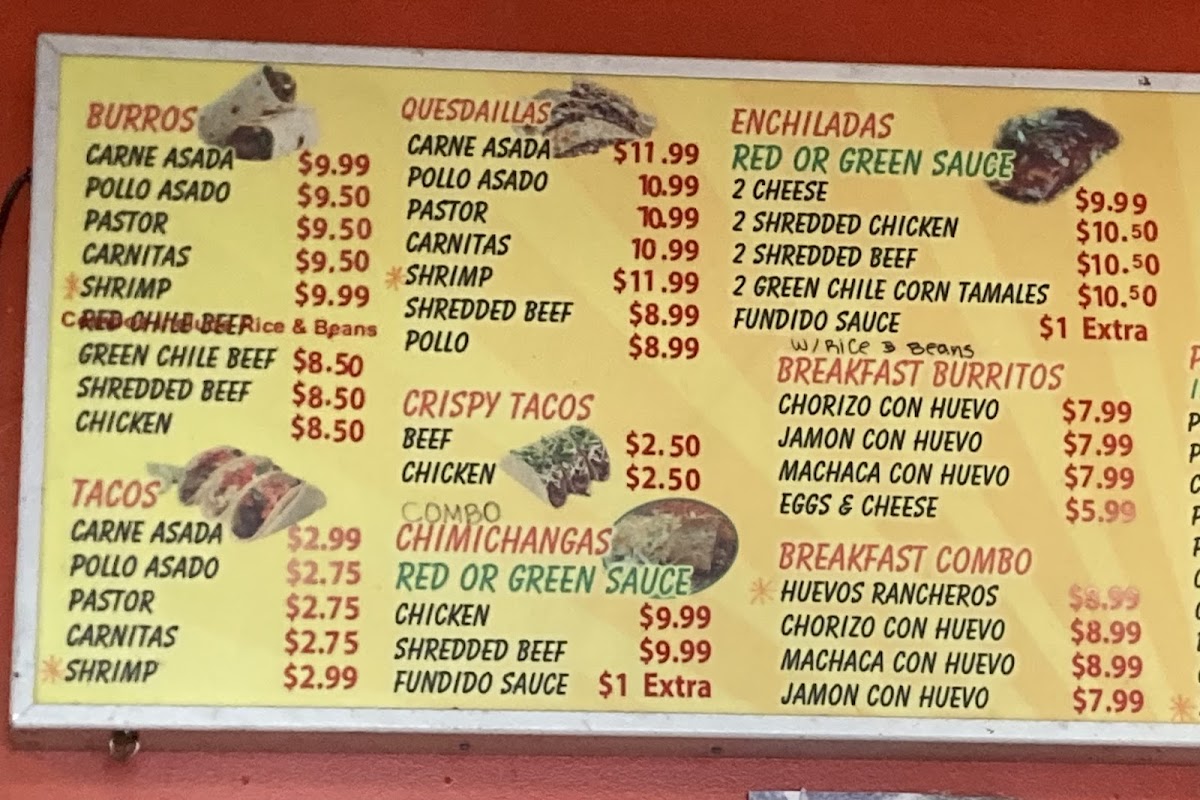 BURROS
CARNE ASADA $9.99
POLLO ASADO $9.50
PASTOR $9.50
CARNITAS $9.50
*SHRIMP $9.99
RED CHILE BEEF Rice & Beans
GREEN CHILE BEEF $8.50
SHREDDED BEEF $8.50
CHICKEN $8.50
TACOS
CARNE ASADA $2.99
POLLO ASADO $2.75
PASTOR $2.75
CARNITAS $2.75
*SHRIMP $2.99
QUESDAILLAS
CARNE ASADA $11.99
POLLO ASADO 10.99
PASTOR 10.99
CARNITAS 10.99
*SHRIMP $11.99
SHREDDED BEEF $8.99
POLLO $8.99
CRISPY TACOS
BEEF $2.50
CHICKEN $2.50
COMBO
CHIMICHANGAS
RED OR GREEN SAUCE
CHICKEN $9.99
SHREDDED BEEF $9.99
FUNDIDO SAUCE $1 Extra
ENCHILADAS
RED OR GREEN SAUCE
2 CHEESE $9.99
2 SHREDDED CHICKEN $10.50
2 SHREDDED BEEF $10.50
2 GREEN CHILE CORN TAMALES $10.50
FUNDIDO SAUCE $1 Extra
W/Rice & Beans
BREAKFAST BURRITOS
CHORIZO CON HUEVO $7.99
JAMON CON HUEVO $7.99
MACHACA CON HUEVO $7.99
EGGS & CHEESE $5.99
BREAKFAST COMBO
*HUEVOS RANCHEROS $8.99
CHORIZO CON HUEVO $8.99
MACHACA CON HUEVO $8.99
JAMON CON HUEVO $7.99